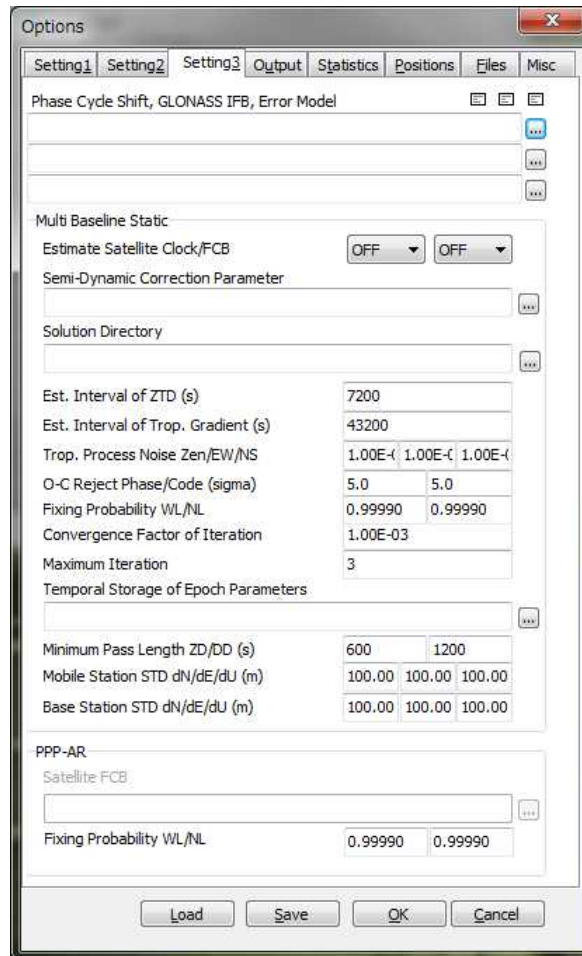 Options
Setting1 Setting2 Setting3 Output Statistics Positions Files Misc
Phase Cycle Shift, GLONASS IFB, Error Model
...
...
...
Multi Baseline Static
Estimate Satellite Clock/FCB OFF OFF
Semi-Dynamic Correction Parameter
...
Solution Directory
...
Est. Interval of ZTD (s) 7200
Est. Interval of Trop. Gradient (s) 43200
Trop. Process Noise Zen/EW/NS 1.00E-( 1.00E-( 1.00E-(
O-C Reject Phase/Code (sigma) 5.0 5.0
Fixing Probability WL/NL 0.99990 0.99990
Convergence Factor of Iteration 1.00E-03
Maximum Iteration 3
Temporal Storage of Epoch Parameters
...
Minimum Pass Length ZD/DD (s) 600 1200
Mobile Station STD dN/dE/dU (m) 100.00 100.00 100.00
Base Station STD dN/dE/dU (m) 100.00 100.00 100.00
PPP-AR
Satellite FCB
...
Fixing Probability WL/NL 0.99990 0.99990
Load Save OK Cancel